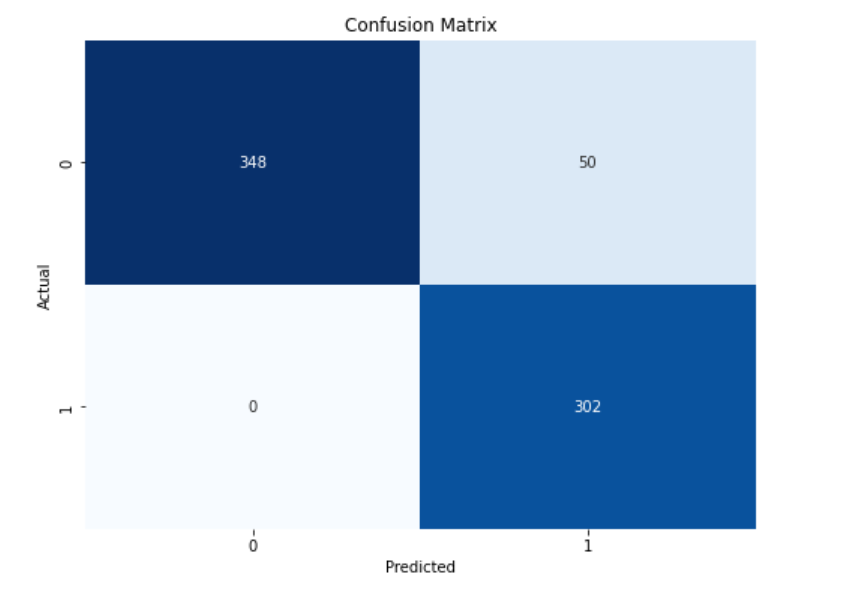 Confusion Matrix
0
348
50
Actual
1
0
302
0
1
Predicted